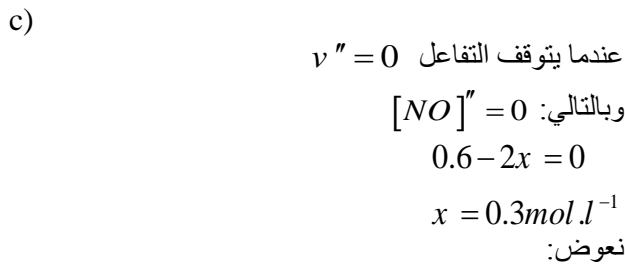 c)
عندما يتوقف التفاعل v″ = 0
وبالتالي: [NO]″ = 0
0.6 − 2x = 0
x = 0.3mol.l⁻¹
نعوض: